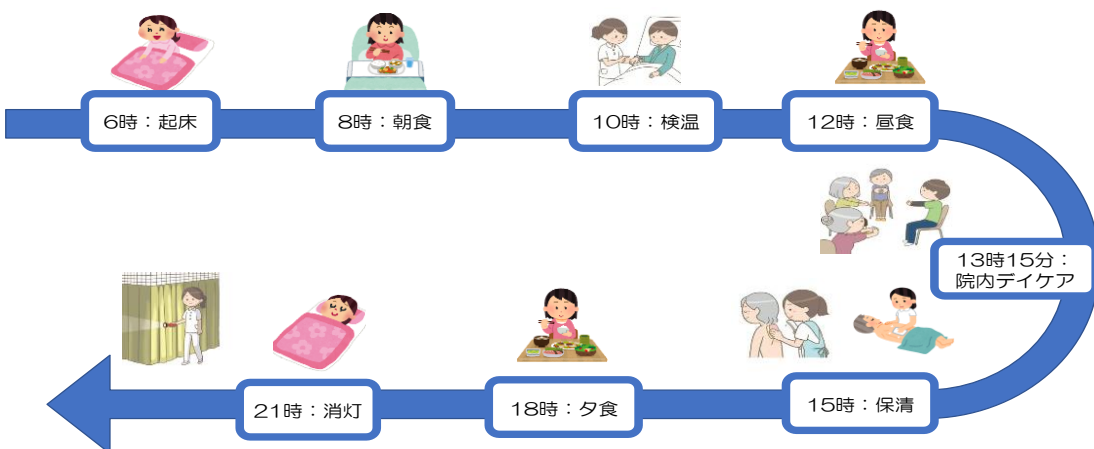 6時：起床
8時：朝食
10時：検温
12時：昼食
13時15分：
院内デイケア
15時：保清
18時：夕食
21時：消灯